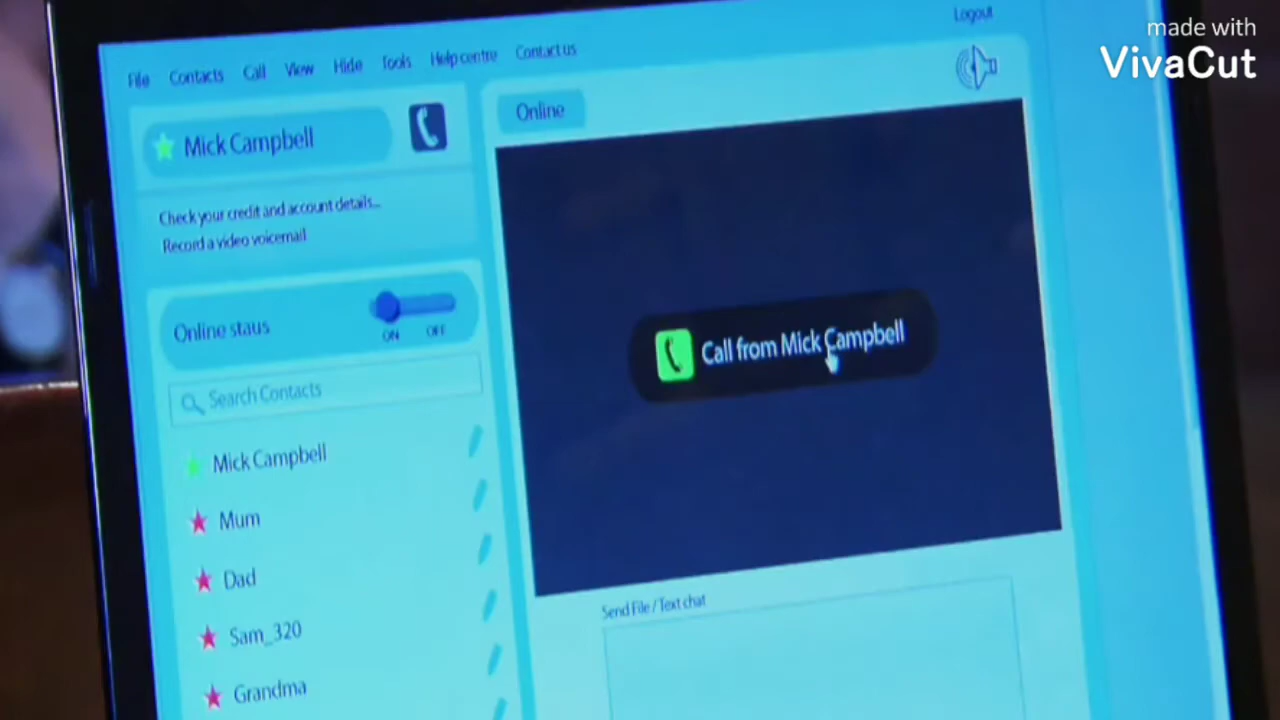 made with
VivaCut
Logout
File Contacts Call View Hide Tools Help centre Contact us
Mick Campbell
Online
Check your credit and account details...
Record a video voicemail
Online staus
ON OFF
Search Contacts
Call from Mick Campbell
Mick Campbell
Mum
Dad
Sam_320
Grandma
Send File / Text chat